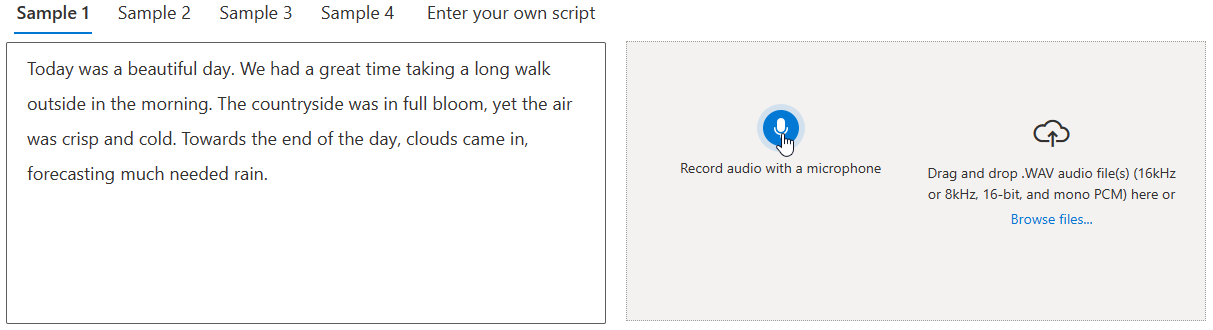 Sample 1 Sample 2 Sample 3 Sample 4 Enter your own script
Today was a beautiful day. We had a great time taking a long walk
outside in the morning. The countryside was in full bloom, yet the air
was crisp and cold. Towards the end of the day, clouds came in,
forecasting much needed rain.
Record audio with a microphone
Drag and drop .WAV audio file(s) (16kHz
or 8kHz, 16-bit, and mono PCM) here or
Browse files...